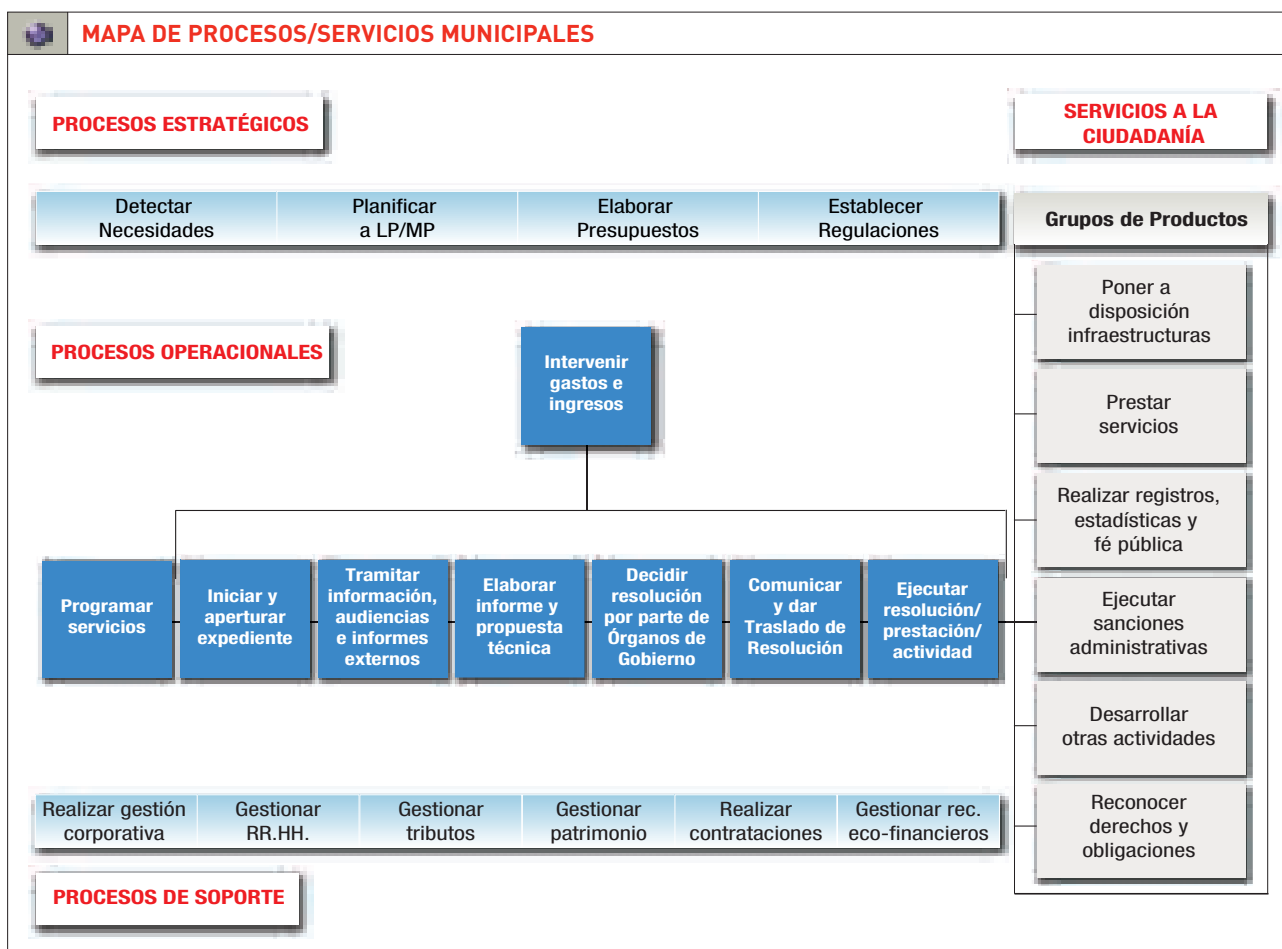 MAPA DE PROCESOS/SERVICIOS MUNICIPALES
PROCESOS ESTRATÉGICOS
SERVICIOS A LA
CIUDADANÍA
Detectar
Necesidades
Planificar
a LP/MP
Elaborar
Presupuestos
Establecer
Regulaciones
Grupos de Productos
Poner a
disposición
infraestructuras
PROCESOS OPERACIONALES
Intervenir
gastos e
ingresos
Prestar
servicios
Realizar registros,
estadísticas y
fé pública
Programar
servicios
Iniciar y
aperturar
expediente
Tramitar
información,
audiencias
e informes
externos
Elaborar
informe y
propuesta
técnica
Decidir
resolución
por parte de
Órganos de
Gobierno
Comunicar
y dar
Traslado de
Resolución
Ejecutar
resolución/
prestación/
actividad
Ejecutar
sanciones
administrativas
Desarrollar
otras actividades
Realizar gestión
corporativa
Gestionar
RR.HH.
Gestionar
tributos
Gestionar
patrimonio
Realizar
contrataciones
Gestionar rec.
eco-financieros
Reconocer
derechos y
obligaciones
PROCESOS DE SOPORTE